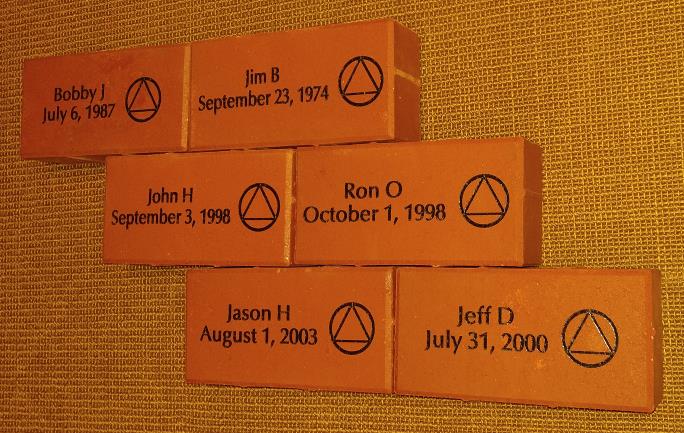 Bobby J
July 6, 1987
Jim B
September 23, 1974
John H
September 3, 1998
Ron O
October 1, 1998
Jason H
August 1, 2003
Jeff D
July 31, 2000